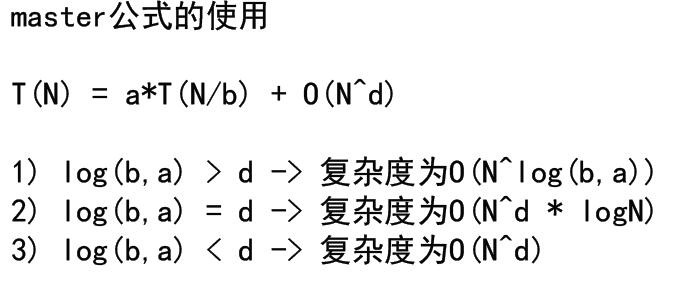 master公式的使用
T(N) = a*T(N/b) + O(N^d)
1) log(b,a) > d -> 复杂度为O(N^log(b,a))
2) log(b,a) = d -> 复杂度为O(N^d * logN)
3) log(b,a) < d -> 复杂度为O(N^d)